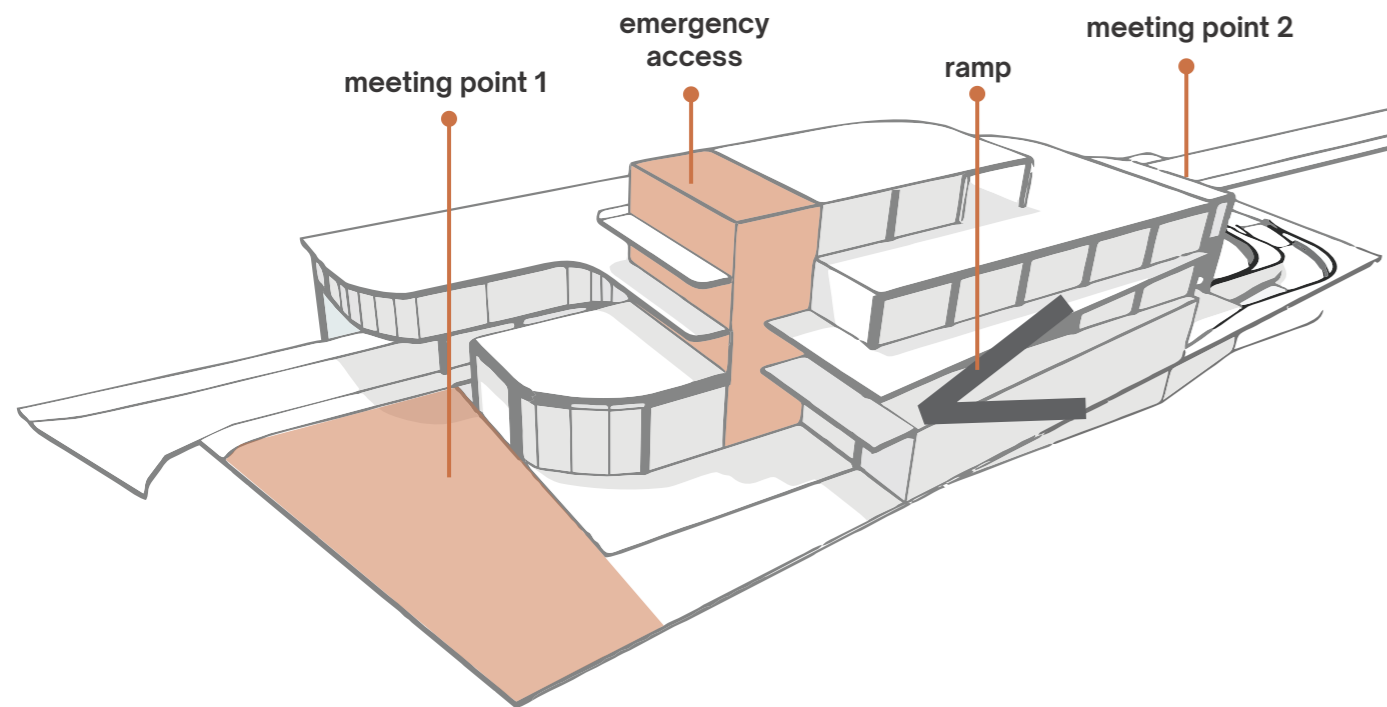 meeting point 1
emergency
access
ramp
meeting point 2